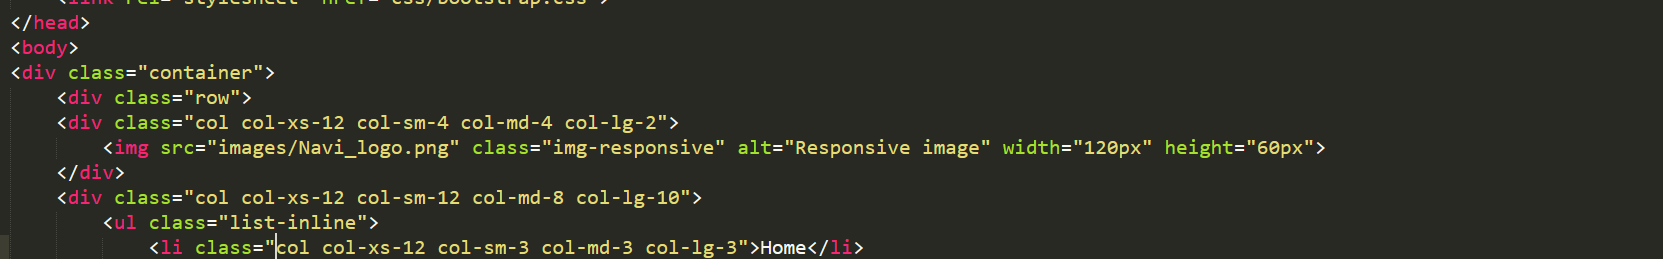 <link rel="stylesheet" href="css/bootstrap.css">
</head>
<body>
<div class="container">
<div class="row">
<div class="col col-xs-12 col-sm-4 col-md-4 col-lg-2">
<img src="images/Navi_logo.png" class="img-responsive" alt="Responsive image" width="120px" height="60px">
</div>
<div class="col col-xs-12 col-sm-12 col-md-8 col-lg-10">
<ul class="list-inline">
<li class="col col-xs-12 col-sm-3 col-md-3 col-lg-3">Home</li>